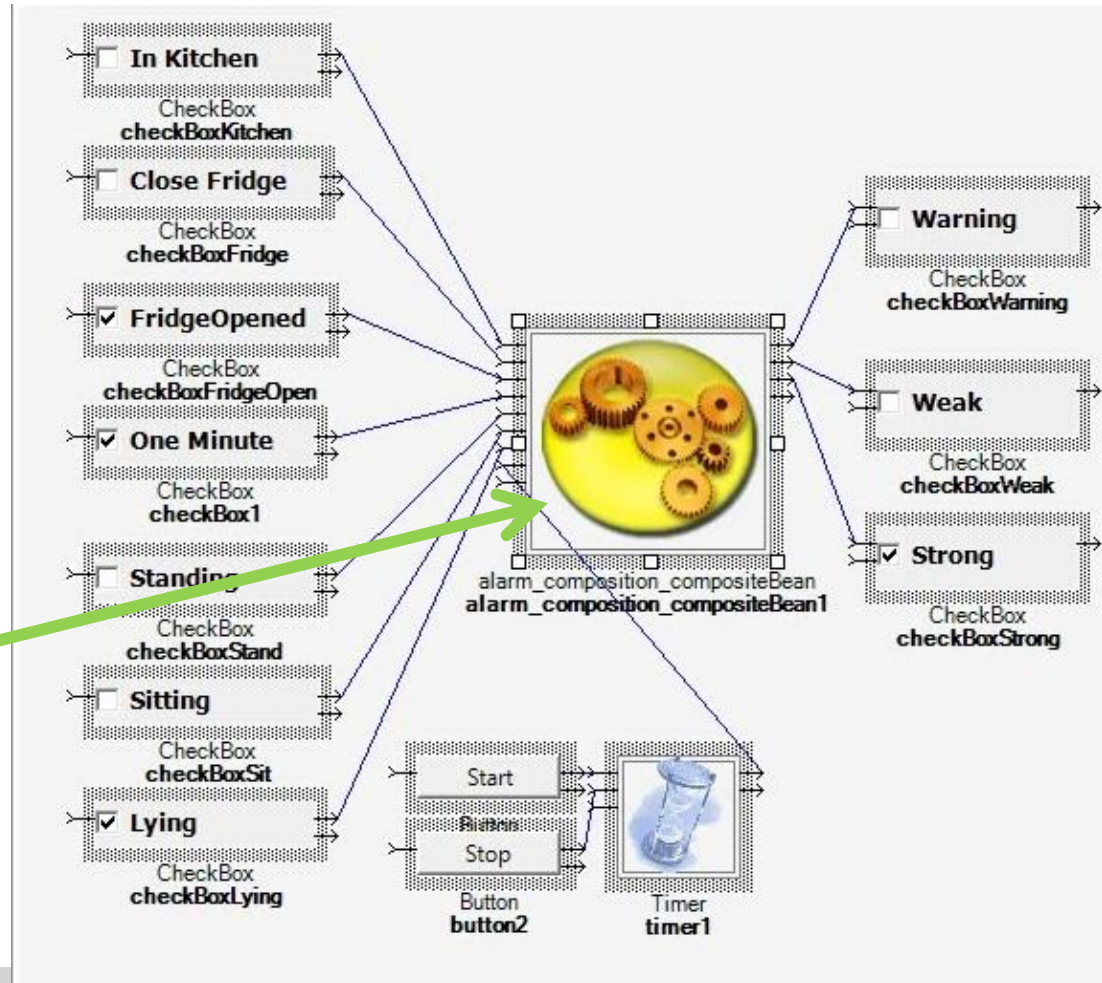 In Kitchen
CheckBox
checkBoxKitchen
Close Fridge
CheckBox
checkBoxFridge
FridgeOpened
CheckBox
checkBoxFridgeOpen
One Minute
CheckBox
checkBox1
Standing
CheckBox
checkBoxStand
Sitting
CheckBox
checkBoxSit
Lying
CheckBox
checkBoxLying
alarm_composition_compositeBean
alarm_composition_compositeBean1
Start
Button
Stop
Button
button2
Timer
timer1
Warning
CheckBox
checkBoxWarning
Weak
CheckBox
checkBoxWeak
Strong
CheckBox
checkBoxStrong